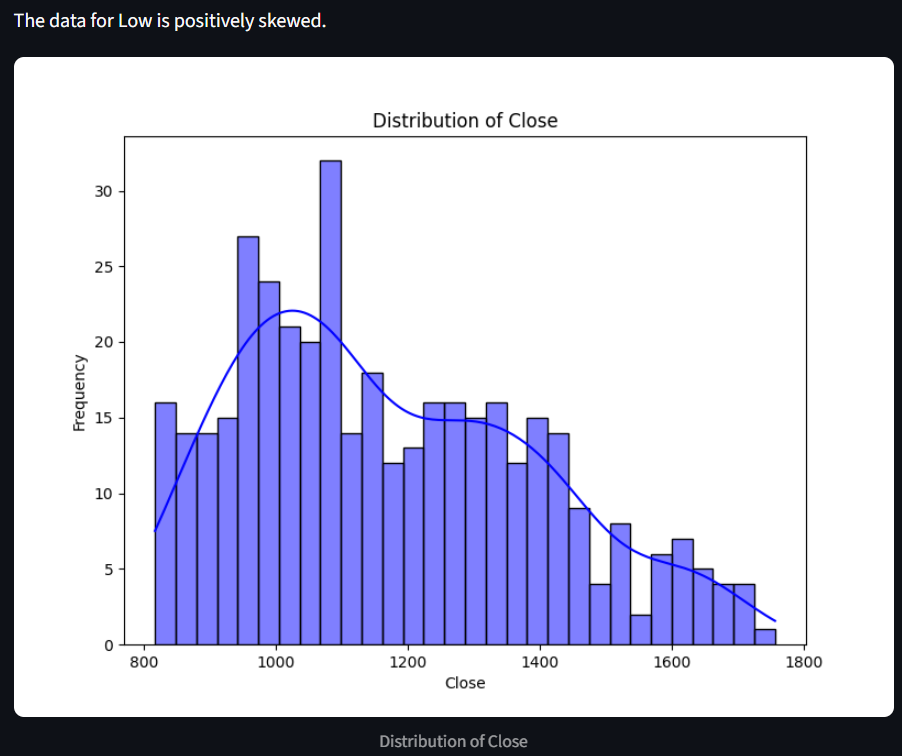 The data for Low is positively skewed.
Distribution of Close
30
25
20
15
10
5
0
Frequency
800 1000 1200 1400 1600 1800
Close
Distribution of Close